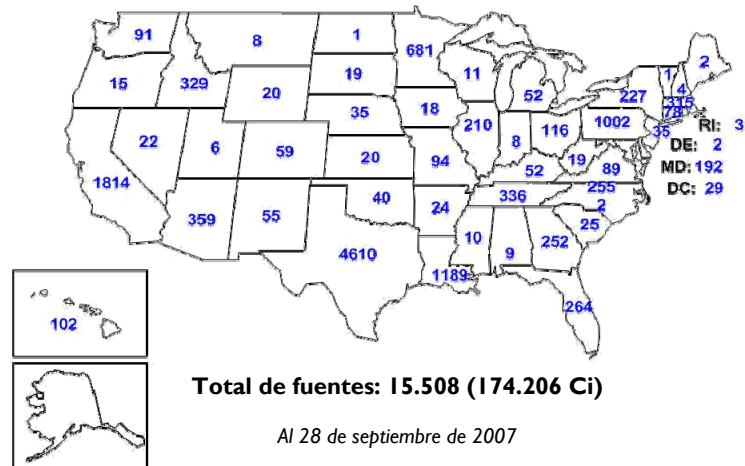 91 8 1 681 11 52 1 4 2
15 329 20 19 227 315
78 RI: 3
35 18 210 8 116 1002 35 DE: 2
22 6 59 20 94 52 19 89 MD: 192
1814 255 DC: 29
359 55 40 24 336 2
25
4610 10 9 252
1189
264
102
Total de fuentes: 15.508 (174.206 Ci)
Al 28 de septiembre de 2007